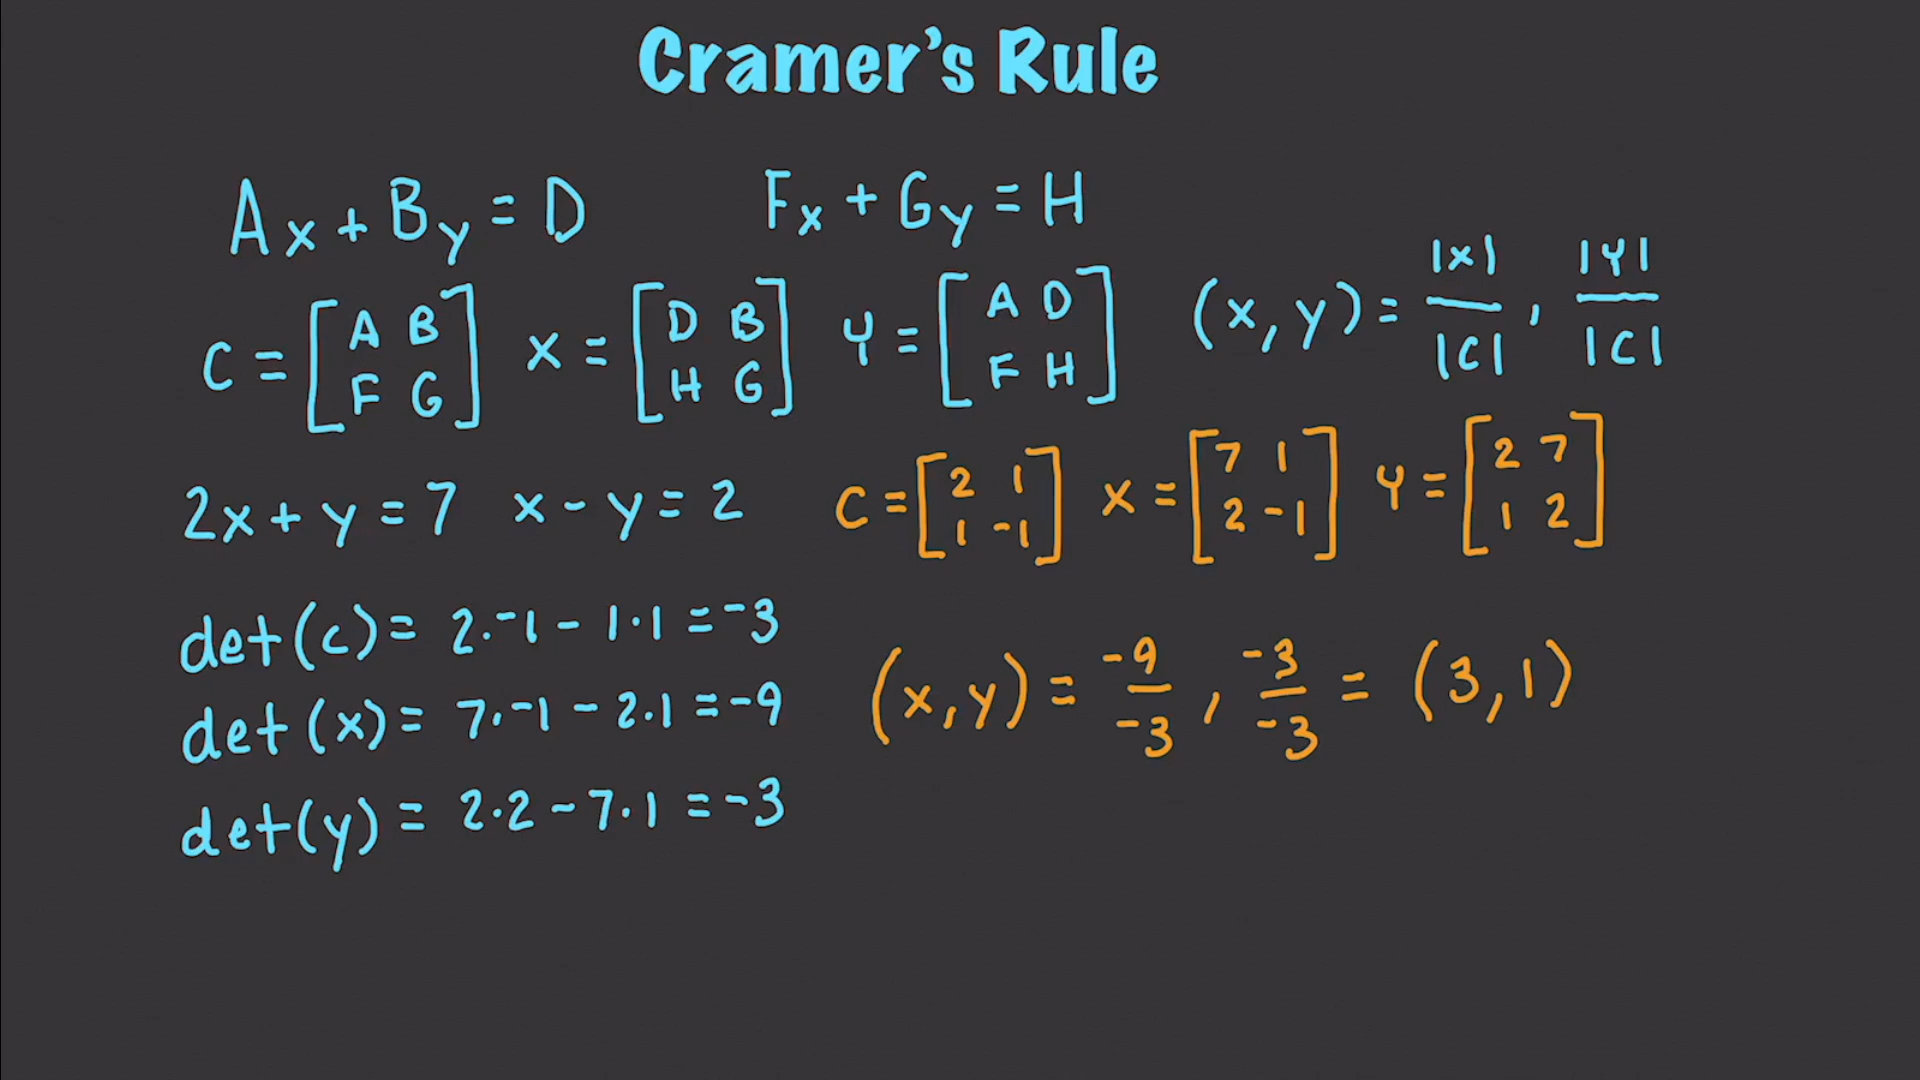 Cramer's Rule
Ax + By = D    Fx + Gy = H
C = [A B; F G]  X = [D B; H G]  Y = [A D; F H]  (x, y) = |X|/|C| , |Y|/|C|
2x + y = 7  x - y = 2  C = [2 1; 1 -1]  X = [7 1; 2 -1]  Y = [2 7; 1 2]
det(c) = 2·-1 - 1·1 = -3
det(x) = 7·-1 - 2·1 = -9
(x, y) = -9/-3 , -3/-3 = (3, 1)
det(y) = 2·2 - 7·1 = -3